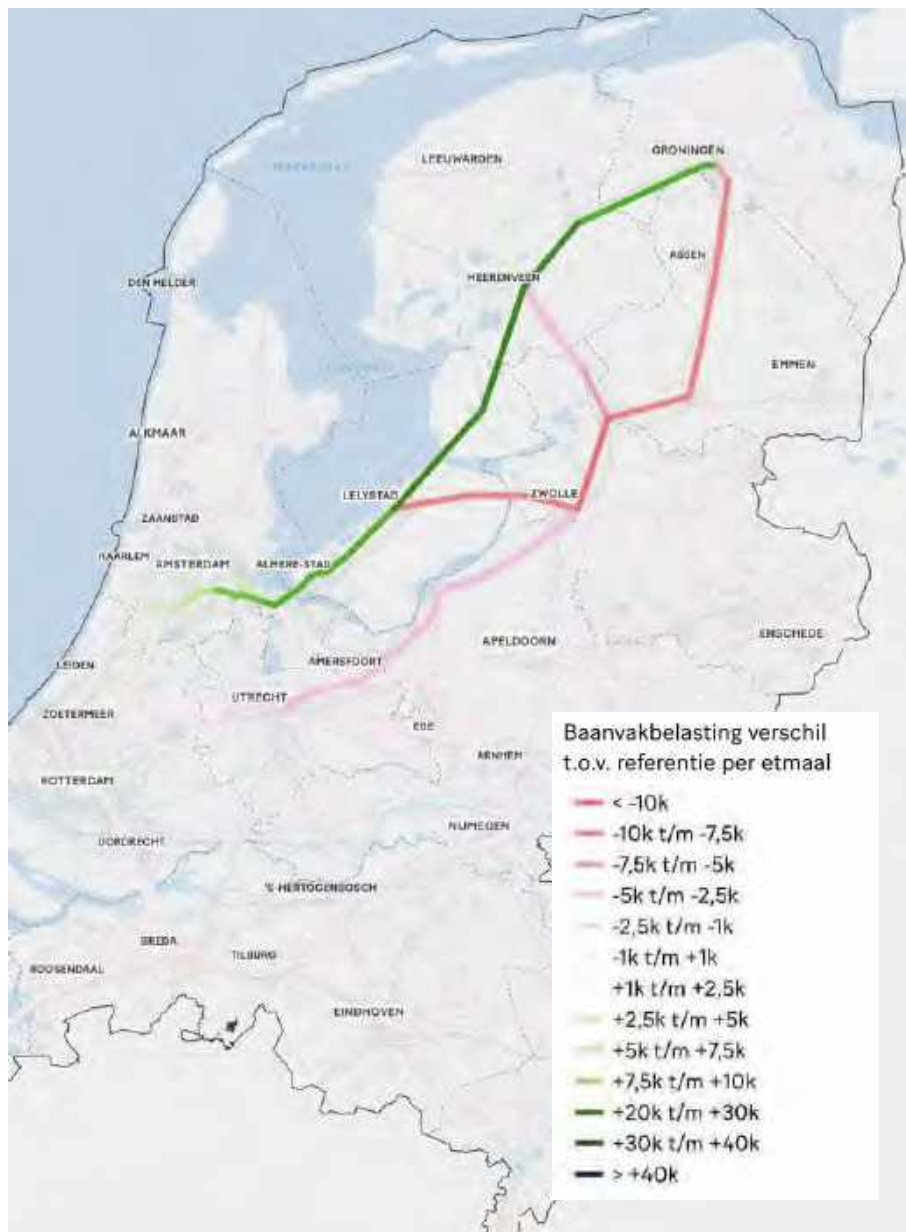 GRONINGEN
LEEUWARDEN
ASSEN
HEERENVEEN
DEN HELDER
EMMEN
ALKMAAR
LELYSTAD
ZWOLLE
ZAANSTAD
HAARLEM
AMSTERDAM
ALMERE-STAD
APELDOORN
ENSCHEDE
LEIDEN
AMERSFOORT
UTRECHT
ZOETERMEER
EDE
ARNHEM
ROTTERDAM
NIJMEGEN
DORDRECHT
'S-HERTOGENBOSCH
BREDA
TILBURG
ROOSENDAAL
EINDHOVEN
Baanvakbelasting verschil
t.o.v. referentie per etmaal
< -10k
-10k t/m -7,5k
-7,5k t/m -5k
-5k t/m -2,5k
-2,5k t/m -1k
-1k t/m +1k
+1k t/m +2,5k
+2,5k t/m +5k
+5k t/m +7,5k
+7,5k t/m +10k
+20k t/m +30k
+30k t/m +40k
> +40k